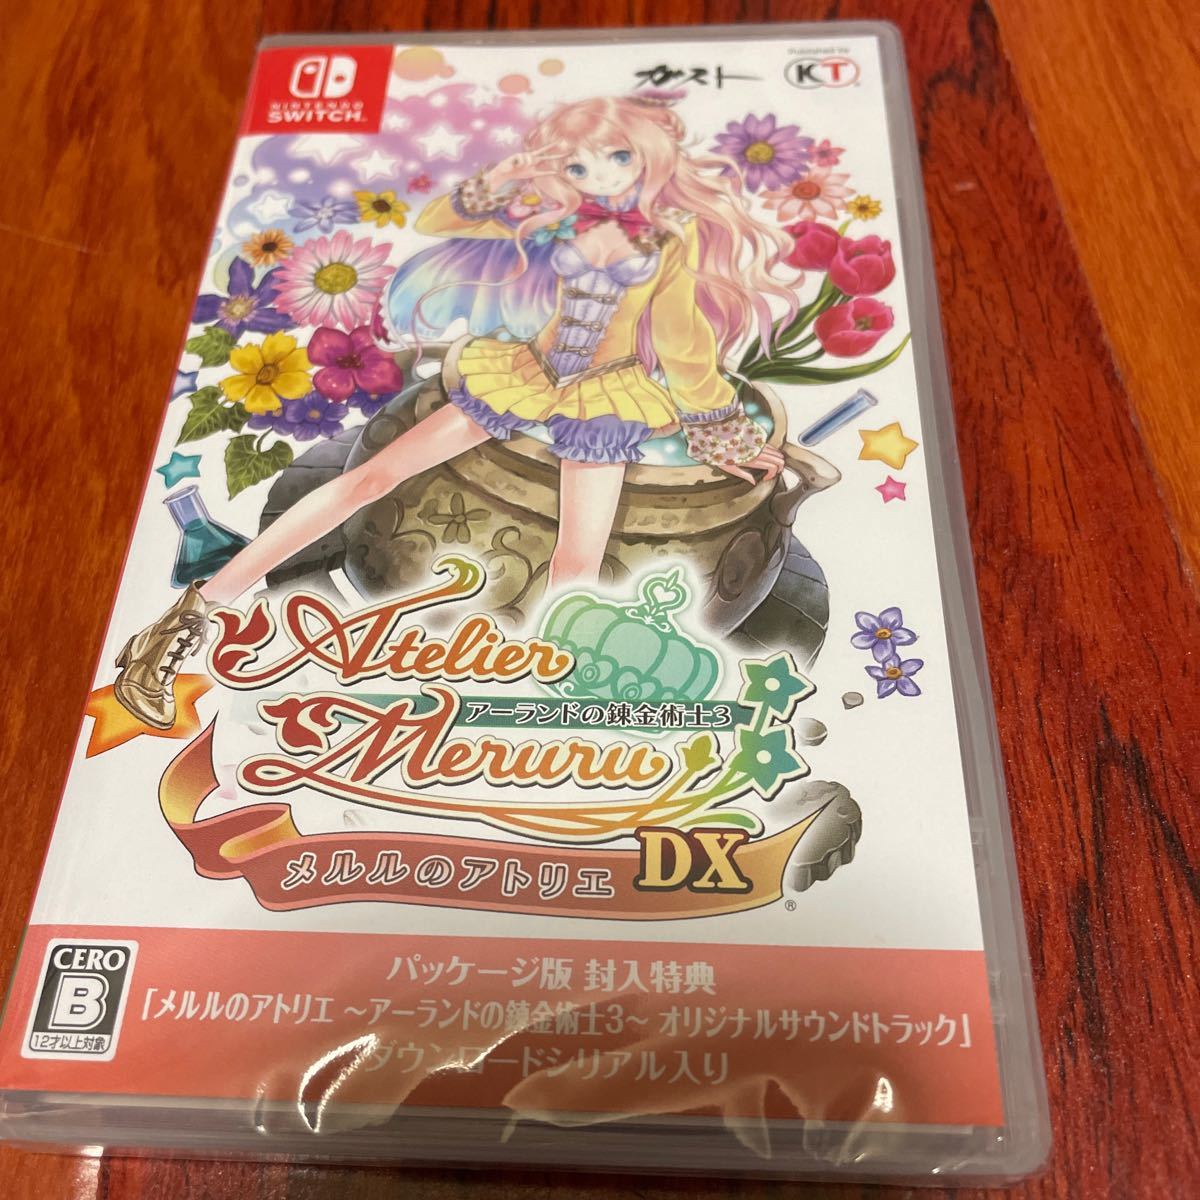 NINTENDO
SWITCH
ガスト
Published by
KT
Atelier
アーランドの錬金術士3
Meruru
メルルのアトリエ DX
®
CERO
B
12才以上対象
パッケージ版 封入特典
「メルルのアトリエ ～アーランドの錬金術士3～ オリジナルサウンドトラック」
ダウンロードシリアル入り